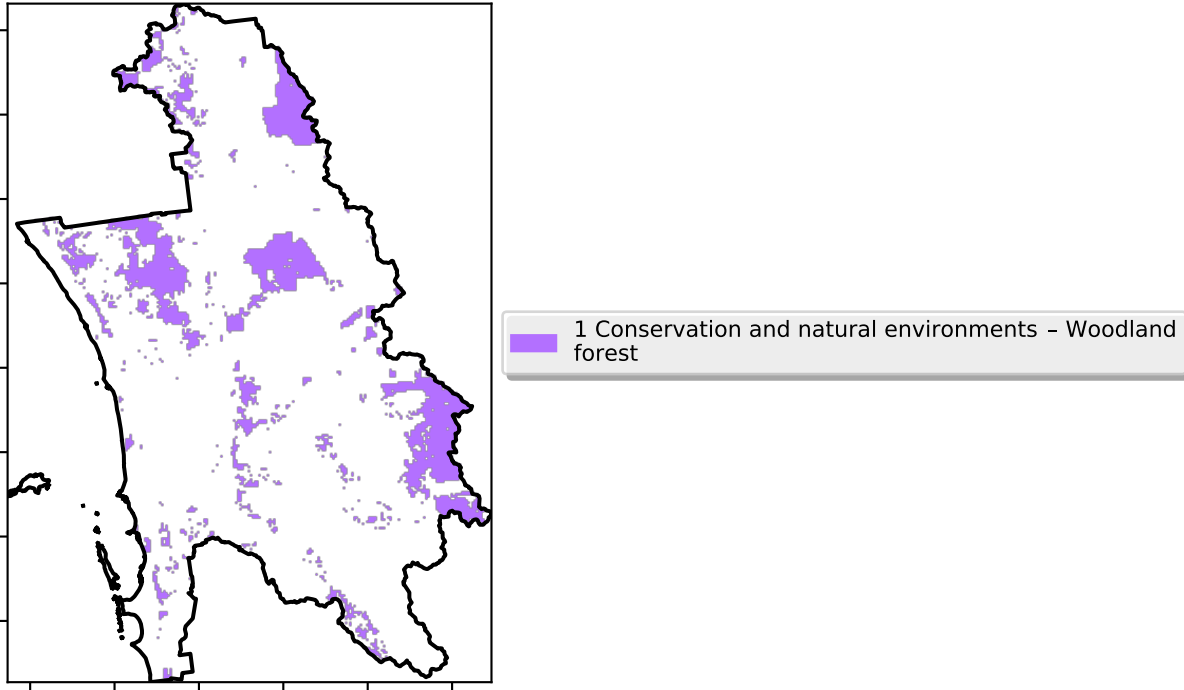 1 Conservation and natural environments – Woodland
forest